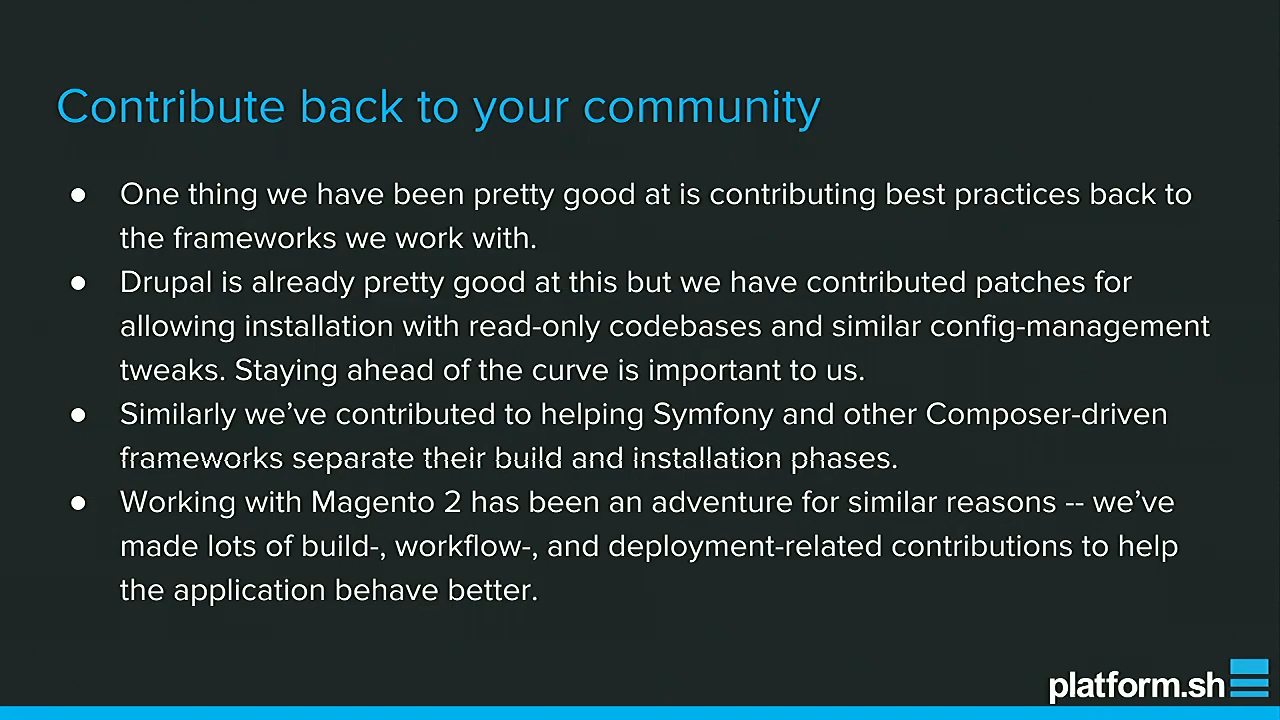 Contribute back to your community
● One thing we have been pretty good at is contributing best practices back to
the frameworks we work with.
● Drupal is already pretty good at this but we have contributed patches for
allowing installation with read-only codebases and similar config-management
tweaks. Staying ahead of the curve is important to us.
● Similarly we’ve contributed to helping Symfony and other Composer-driven
frameworks separate their build and installation phases.
● Working with Magento 2 has been an adventure for similar reasons -- we’ve
made lots of build-, workflow-, and deployment-related contributions to help
the application behave better.
platform.sh